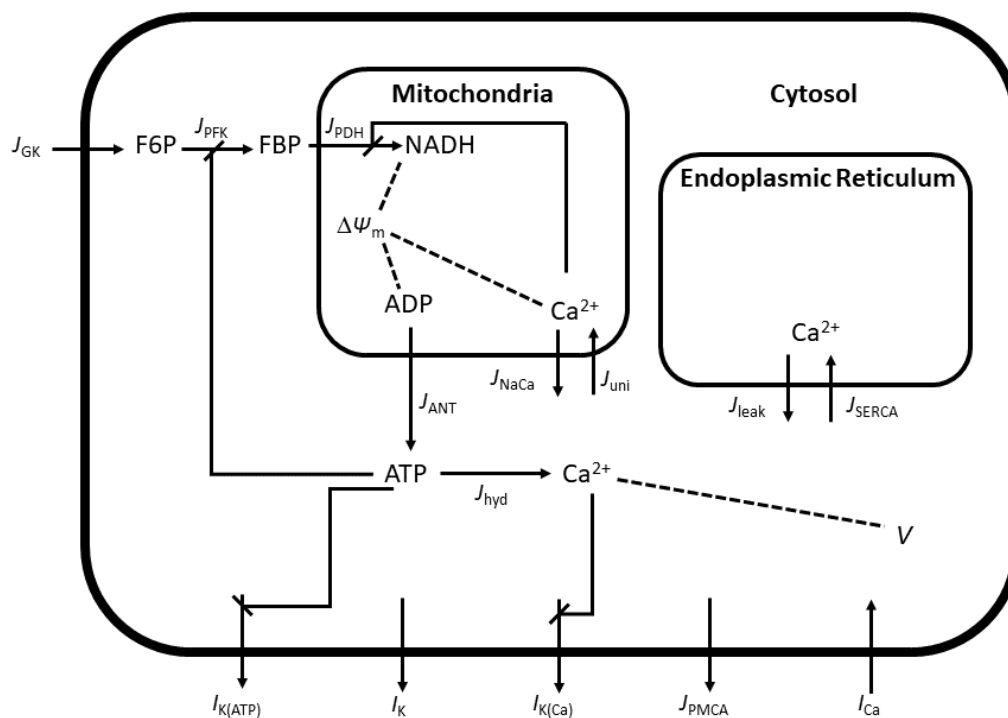 Mitochondria
Cytosol
J_GK
F6P
J_PFK
FBP
J_PDH
NADH
Endoplasmic Reticulum
ΔΨ_m
ADP
Ca²⁺
Ca²⁺
J_NaCa
J_uni
J_ANT
J_leak
J_SERCA
ATP
J_hyd
Ca²⁺
V
I_K(ATP)
I_K
I_K(Ca)
J_PMCA
I_Ca